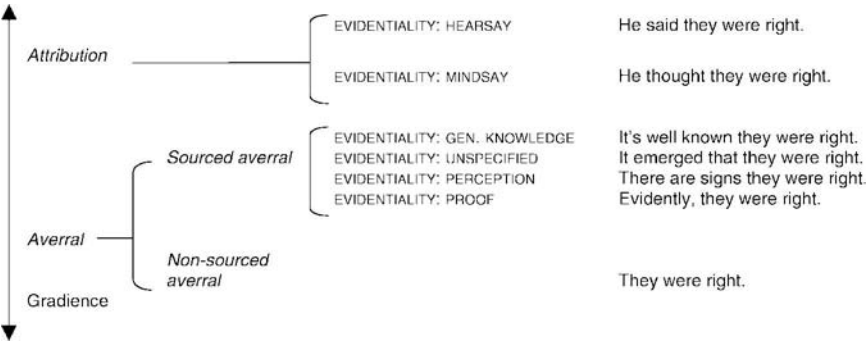 EVIDENTIALITY: HEARSAY He said they were right.
Attribution
EVIDENTIALITY: MINDSAY He thought they were right.
EVIDENTIALITY: GEN. KNOWLEDGE It's well known they were right.
Sourced averral EVIDENTIALITY: UNSPECIFIED It emerged that they were right.
EVIDENTIALITY: PERCEPTION There are signs they were right.
EVIDENTIALITY: PROOF Evidently, they were right.
Averral
Non-sourced
averral They were right.
Gradience